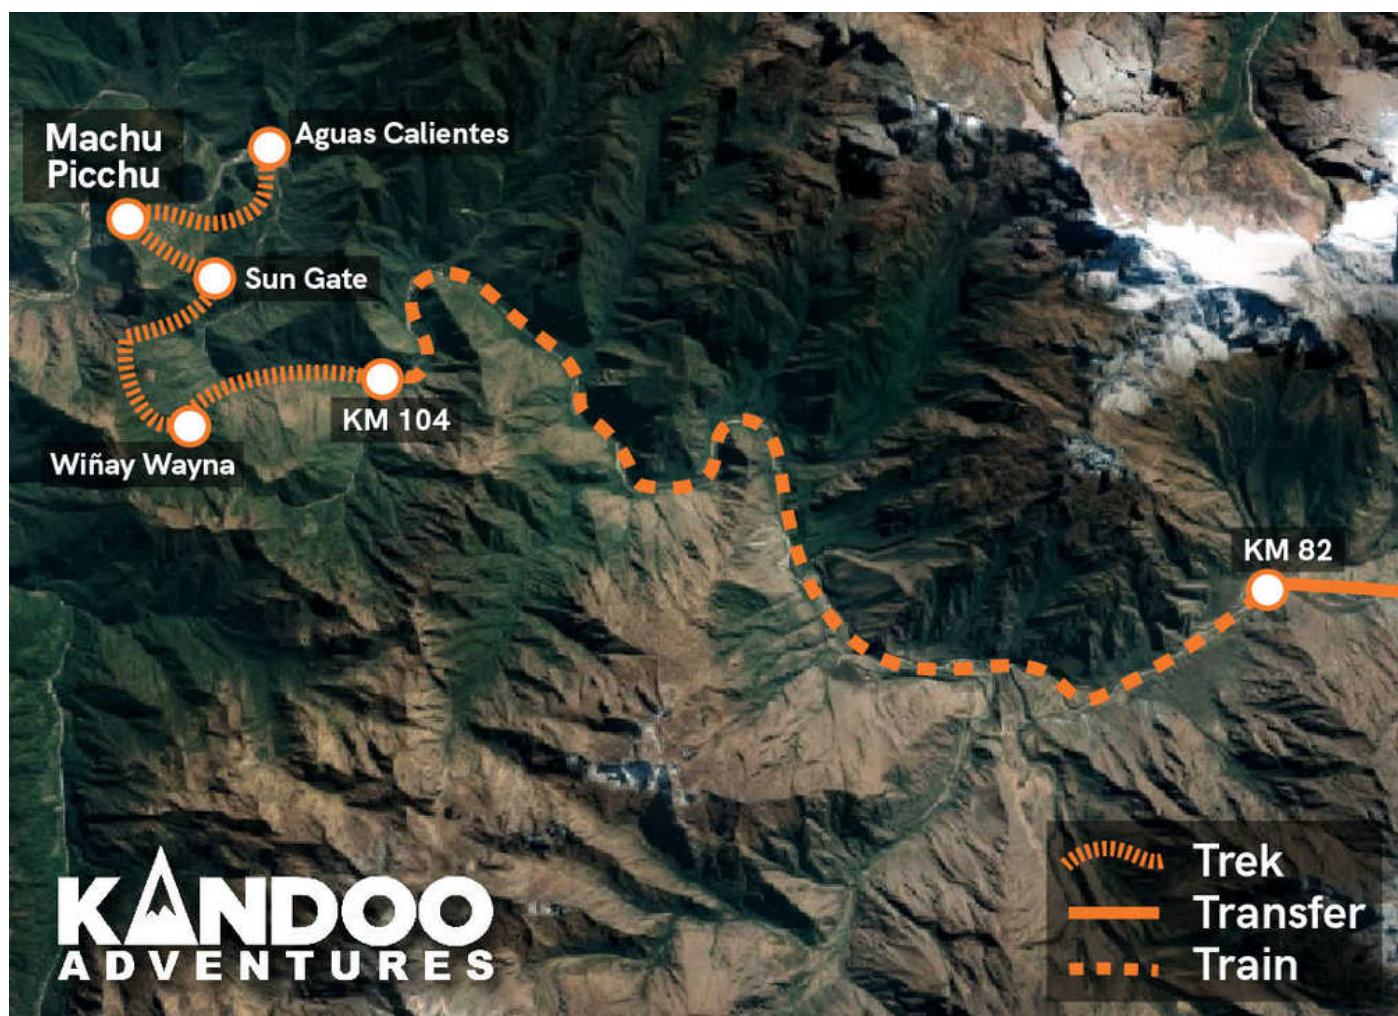 Machu
Picchu
Aguas Calientes
Sun Gate
KM 104
Wiñay Wayna
KM 82
KANDOO
ADVENTURES
Trek
Transfer
Train